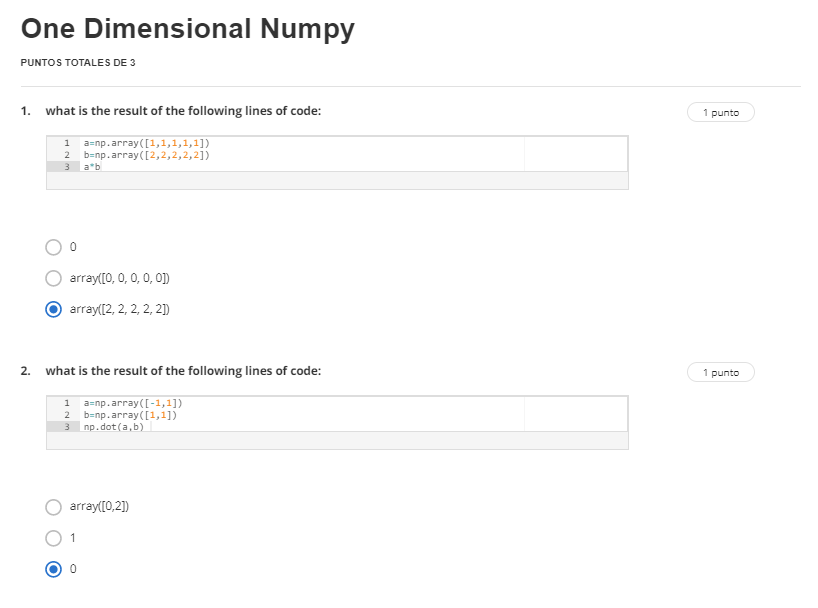 One Dimensional Numpy
PUNTOS TOTALES DE 3
1. what is the result of the following lines of code:
1 punto
1 a=np.array([1,1,1,1,1])
2 b=np.array([2,2,2,2,2])
3 a*b
0
array([0, 0, 0, 0, 0])
array([2, 2, 2, 2, 2])
2. what is the result of the following lines of code:
1 punto
1 a=np.array([-1,1])
2 b=np.array([1,1])
3 np.dot(a,b)
array([0,2])
1
0